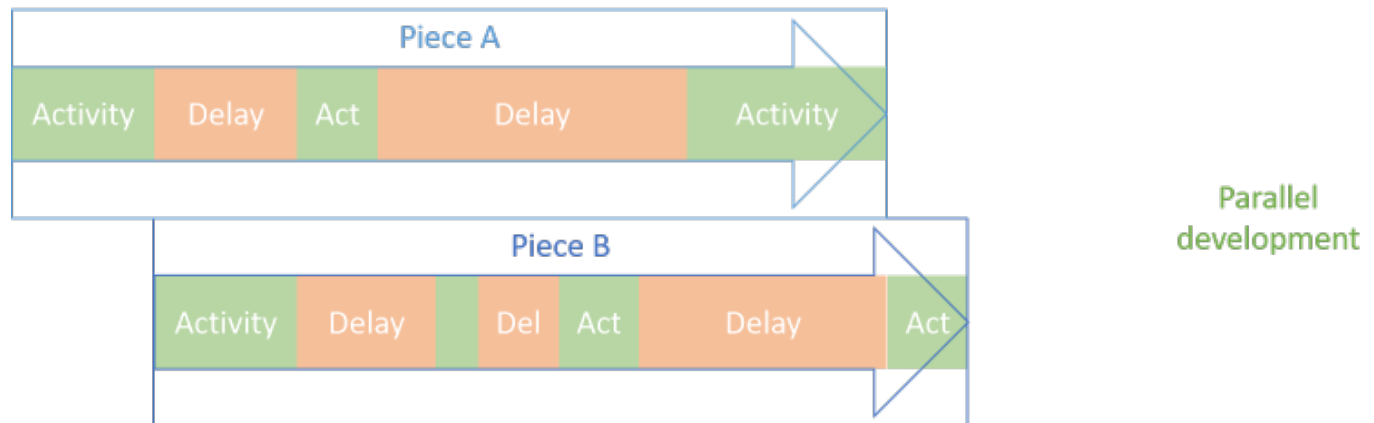 Piece A
Activity Delay Act Delay Activity
Parallel
development
Piece B
Activity Delay Del Act Delay Act